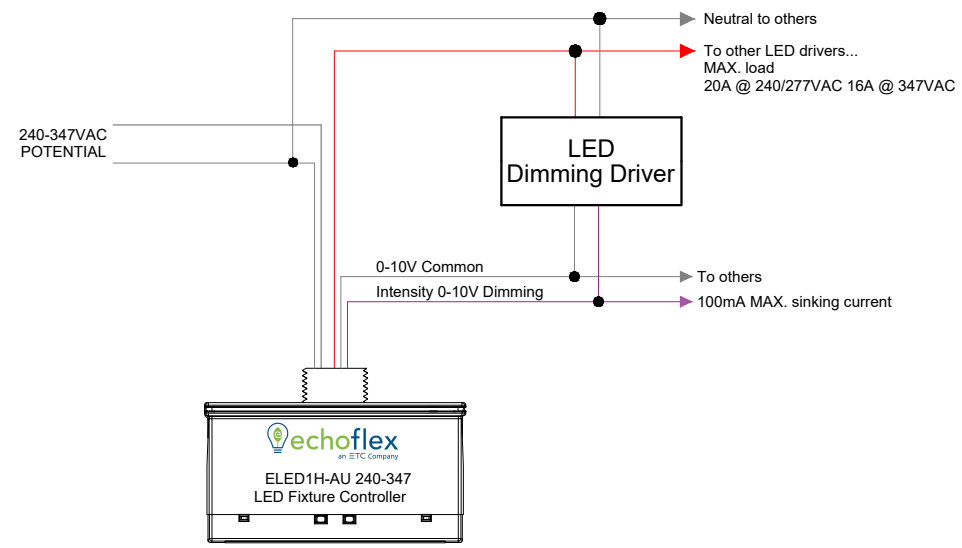 Neutral to others
To other LED drivers...
MAX. load
20A @ 240/277VAC 16A @ 347VAC
240-347VAC
POTENTIAL
LED
Dimming Driver
0-10V Common
To others
Intensity 0-10V Dimming
100mA MAX. sinking current
echoflex
an ETC Company
ELED1H-AU 240-347
LED Fixture Controller